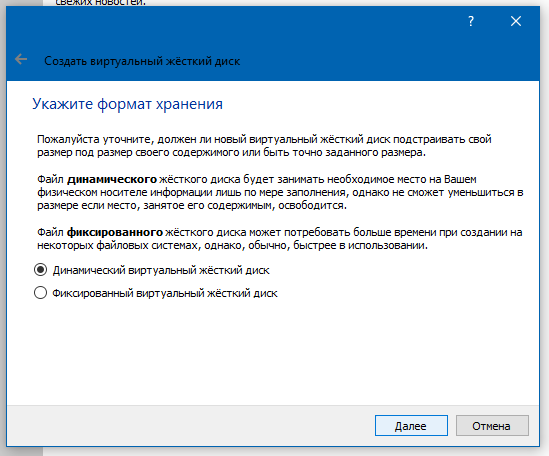 свежих новостей.
?
Создать виртуальный жёсткий диск
Укажите формат хранения
Пожалуйста уточните, должен ли новый виртуальный жёсткий диск подстраивать свой
размер под размер своего содержимого или быть точно заданного размера.
Файл динамического жёсткого диска будет занимать необходимое место на Вашем
физическом носителе информации лишь по мере заполнения, однако не сможет уменьшиться в
размере если место, занятое его содержимым, освободится.
Файл фиксированного жёсткого диска может потребовать больше времени при создании на
некоторых файловых системах, однако, обычно, быстрее в использовании.
Динамический виртуальный жёсткий диск
Фиксированный виртуальный жёсткий диск
Далее
Отмена